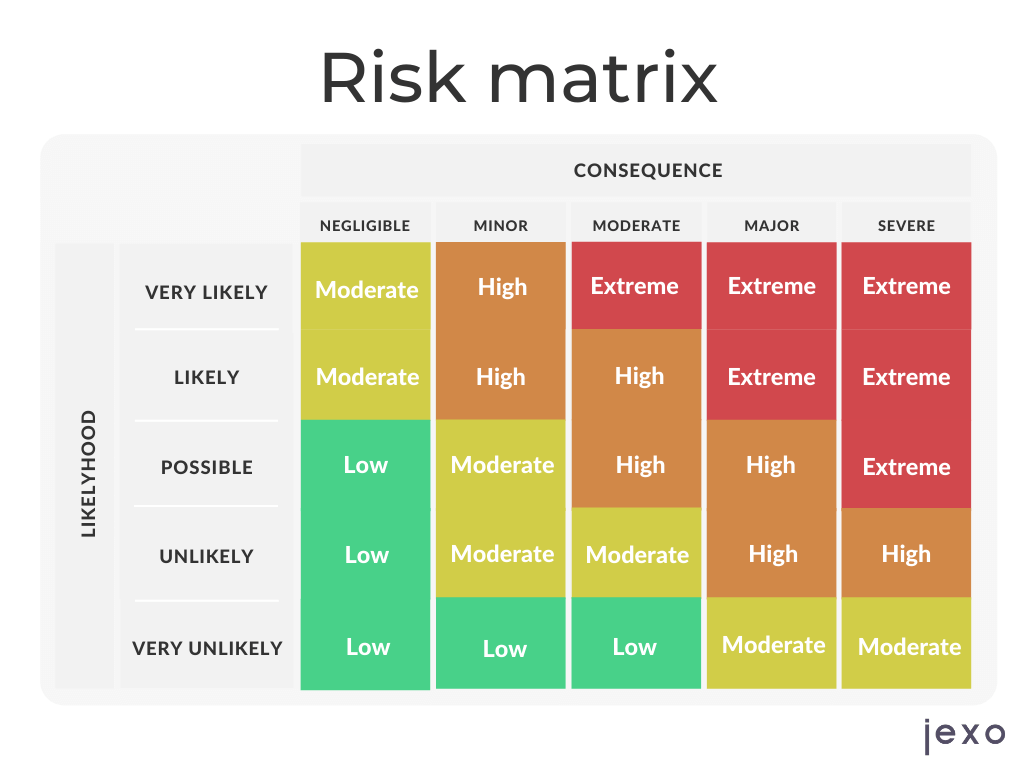 Risk matrix
CONSEQUENCE
NEGLIGIBLE MINOR MODERATE MAJOR SEVERE
LIKELYHOOD
VERY LIKELY Moderate High Extreme Extreme Extreme
LIKELY Moderate High High Extreme Extreme
POSSIBLE Low Moderate High High Extreme
UNLIKELY Low Moderate Moderate High High
VERY UNLIKELY Low Low Low Moderate Moderate
jexo